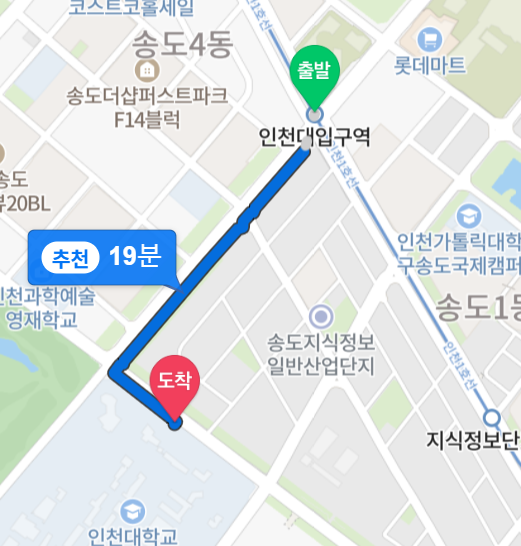 코스트코홀세일
송도4동
출발
롯데마트
송도더샵퍼스트파크
F14블럭
인천대입구역
인천1호선
송도
20BL
인천가톨릭대학
송도국제캠퍼
추천 19분
인천과학예술
영재학교
송도1동
송도지식정보
일반산업단지
인천1호선
도착
지식정보단
인천대학교